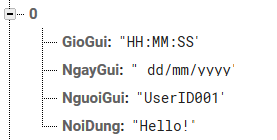 0
GioGui: "HH:MM:SS'
NgayGui: " dd/mm/yyyy'
NguoiGui: "UserID001'
NoiDung: "Hello!'